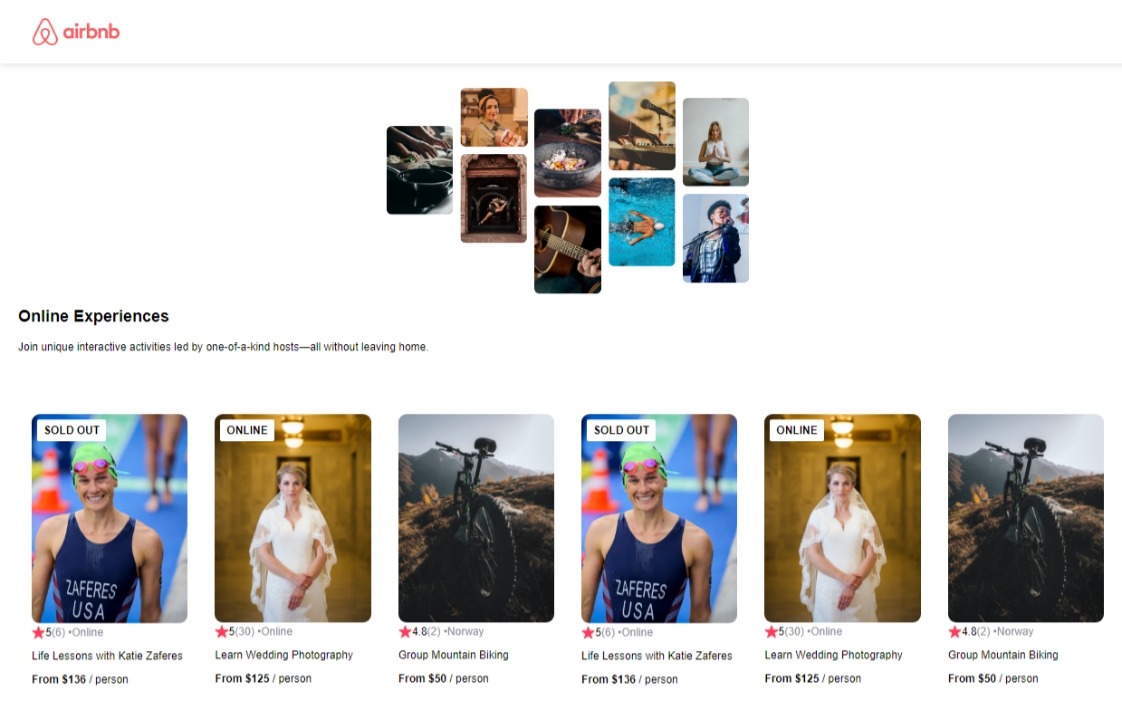 airbnb
Online Experiences
Join unique interactive activities led by one-of-a-kind hosts—all without leaving home.
SOLD OUT
ZAFERES
USA
5(6) •Online
Life Lessons with Katie Zaferes
From $136 / person
ONLINE
5(30) •Online
Learn Wedding Photography
From $125 / person
4.8(2) •Norway
Group Mountain Biking
From $50 / person
SOLD OUT
ZAFERES
USA
5(6) •Online
Life Lessons with Katie Zaferes
From $136 / person
ONLINE
5(30) •Online
Learn Wedding Photography
From $125 / person
4.8(2) •Norway
Group Mountain Biking
From $50 / person